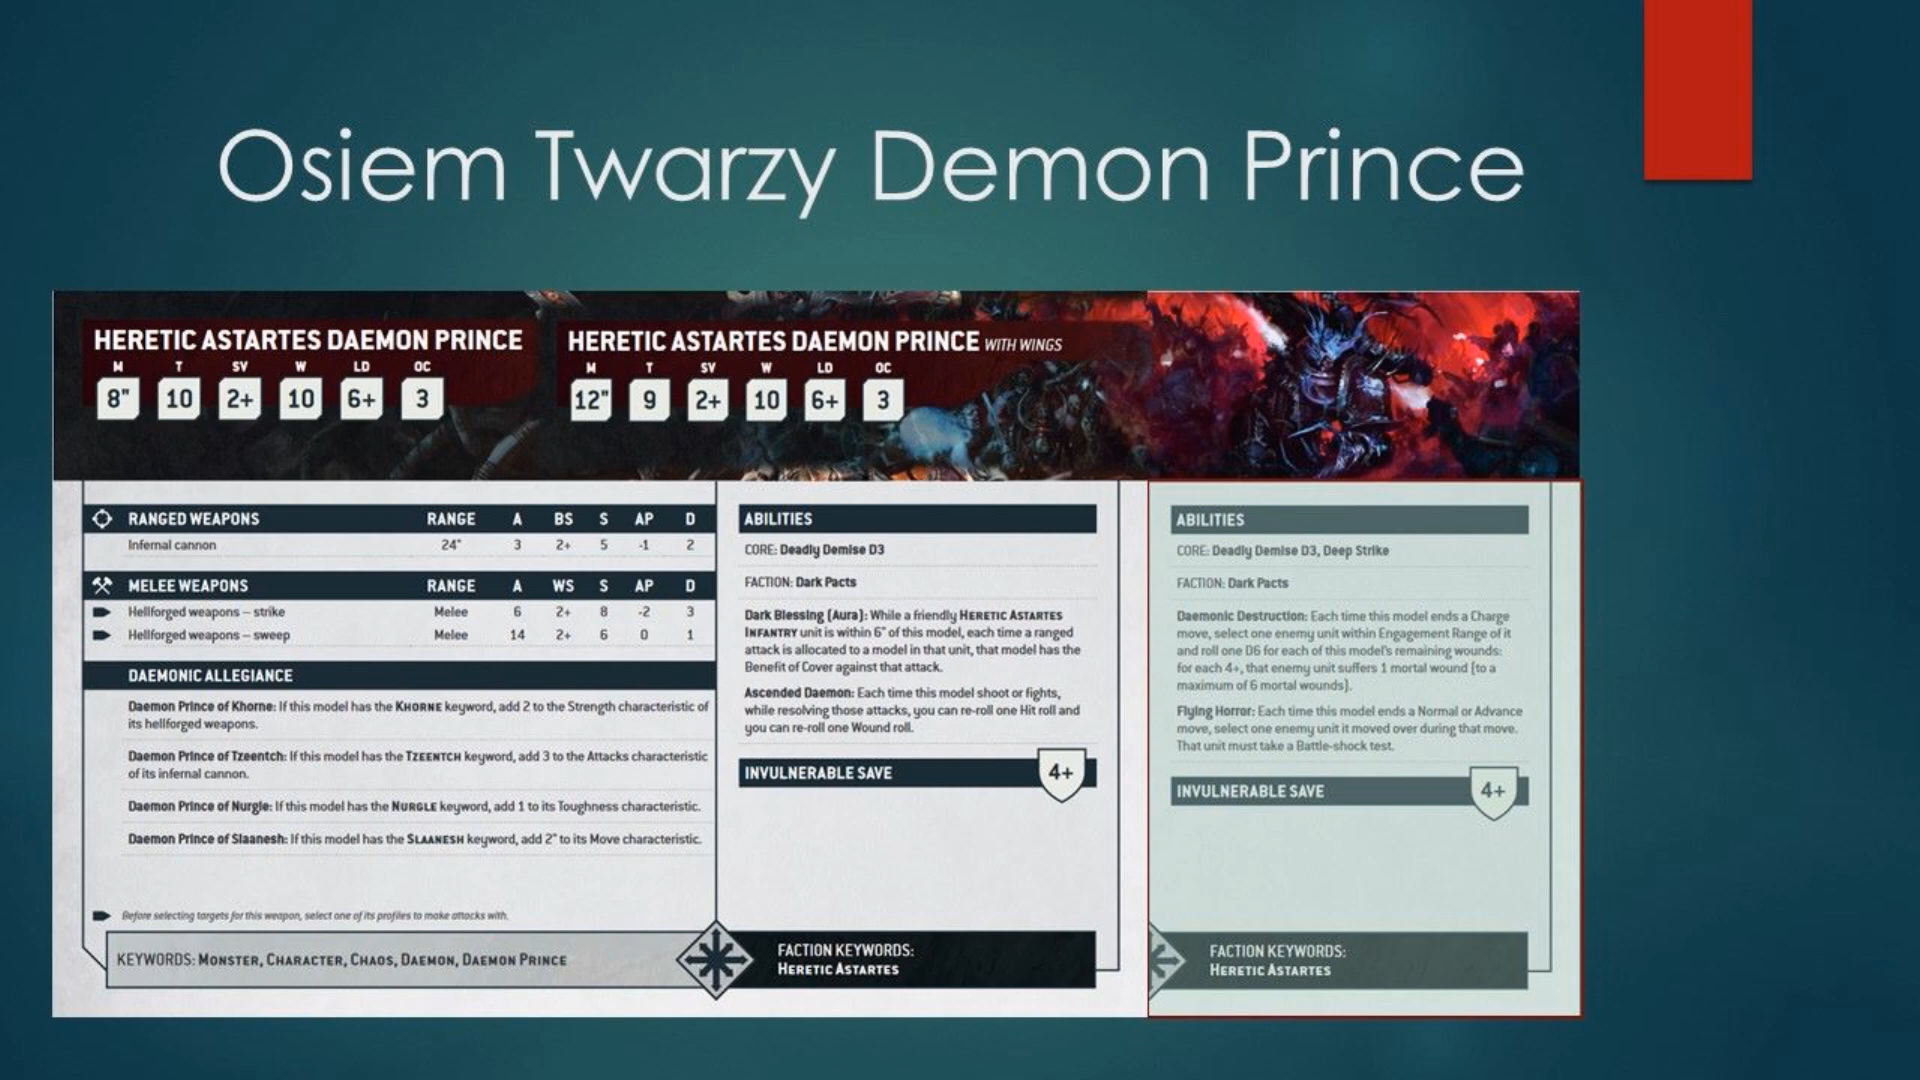 Osiem Twarzy Demon Prince
HERETIC ASTARTES DAEMON PRINCE
M T SV W LD OC
8" 10 2+ 10 6+ 3
HERETIC ASTARTES DAEMON PRINCE WITH WINGS
M T SV W LD OC
12" 9 2+ 10 6+ 3
RANGED WEAPONS RANGE A BS S AP D
Infernal cannon 24" 3 2+ 5 -1 2
MELEE WEAPONS RANGE A WS S AP D
Hellforged weapons – strike Melee 6 2+ 8 -2 3
Hellforged weapons – sweep Melee 14 2+ 6 0 1
DAEMONIC ALLEGIANCE
Daemon Prince of Khorne: If this model has the KHORNE keyword, add 2 to the Strength characteristic of
its hellforged weapons.
Daemon Prince of Tzeentch: If this model has the TZEENTCH keyword, add 3 to the Attacks characteristic
of its infernal cannon.
Daemon Prince of Nurgle: If this model has the NURGLE keyword, add 1 to its Toughness characteristic.
Daemon Prince of Slaanesh: If this model has the SLAANESH keyword, add 2" to its Move characteristic.
Before selecting targets for this weapon, select one of its profiles to make attacks with.
KEYWORDS: MONSTER, CHARACTER, CHAOS, DAEMON, DAEMON PRINCE
ABILITIES
CORE: Deadly Demise D3
FACTION: Dark Pacts
Dark Blessing (Aura): While a friendly HERETIC ASTARTES
INFANTRY unit is within 6" of this model, each time a ranged
attack is allocated to a model in that unit, that model has the
Benefit of Cover against that attack.
Ascended Daemon: Each time this model shoot or fights,
while resolving those attacks, you can re-roll one Hit roll and
you can re-roll one Wound roll.
INVULNERABLE SAVE 4+
FACTION KEYWORDS:
HERETIC ASTARTES
ABILITIES
CORE: Deadly Demise D3, Deep Strike
FACTION: Dark Pacts
Daemonic Destruction: Each time this model ends a Charge
move, select one enemy unit within Engagement Range of it
and roll one D6 for each of this model's remaining wounds:
for each 4+, that enemy unit suffers 1 mortal wound (to a
maximum of 6 mortal wounds).
Flying Horror: Each time this model ends a Normal or Advance
move, select one enemy unit it moved over during that move.
That unit must take a Battle-shock test.
INVULNERABLE SAVE 4+
FACTION KEYWORDS:
HERETIC ASTARTES